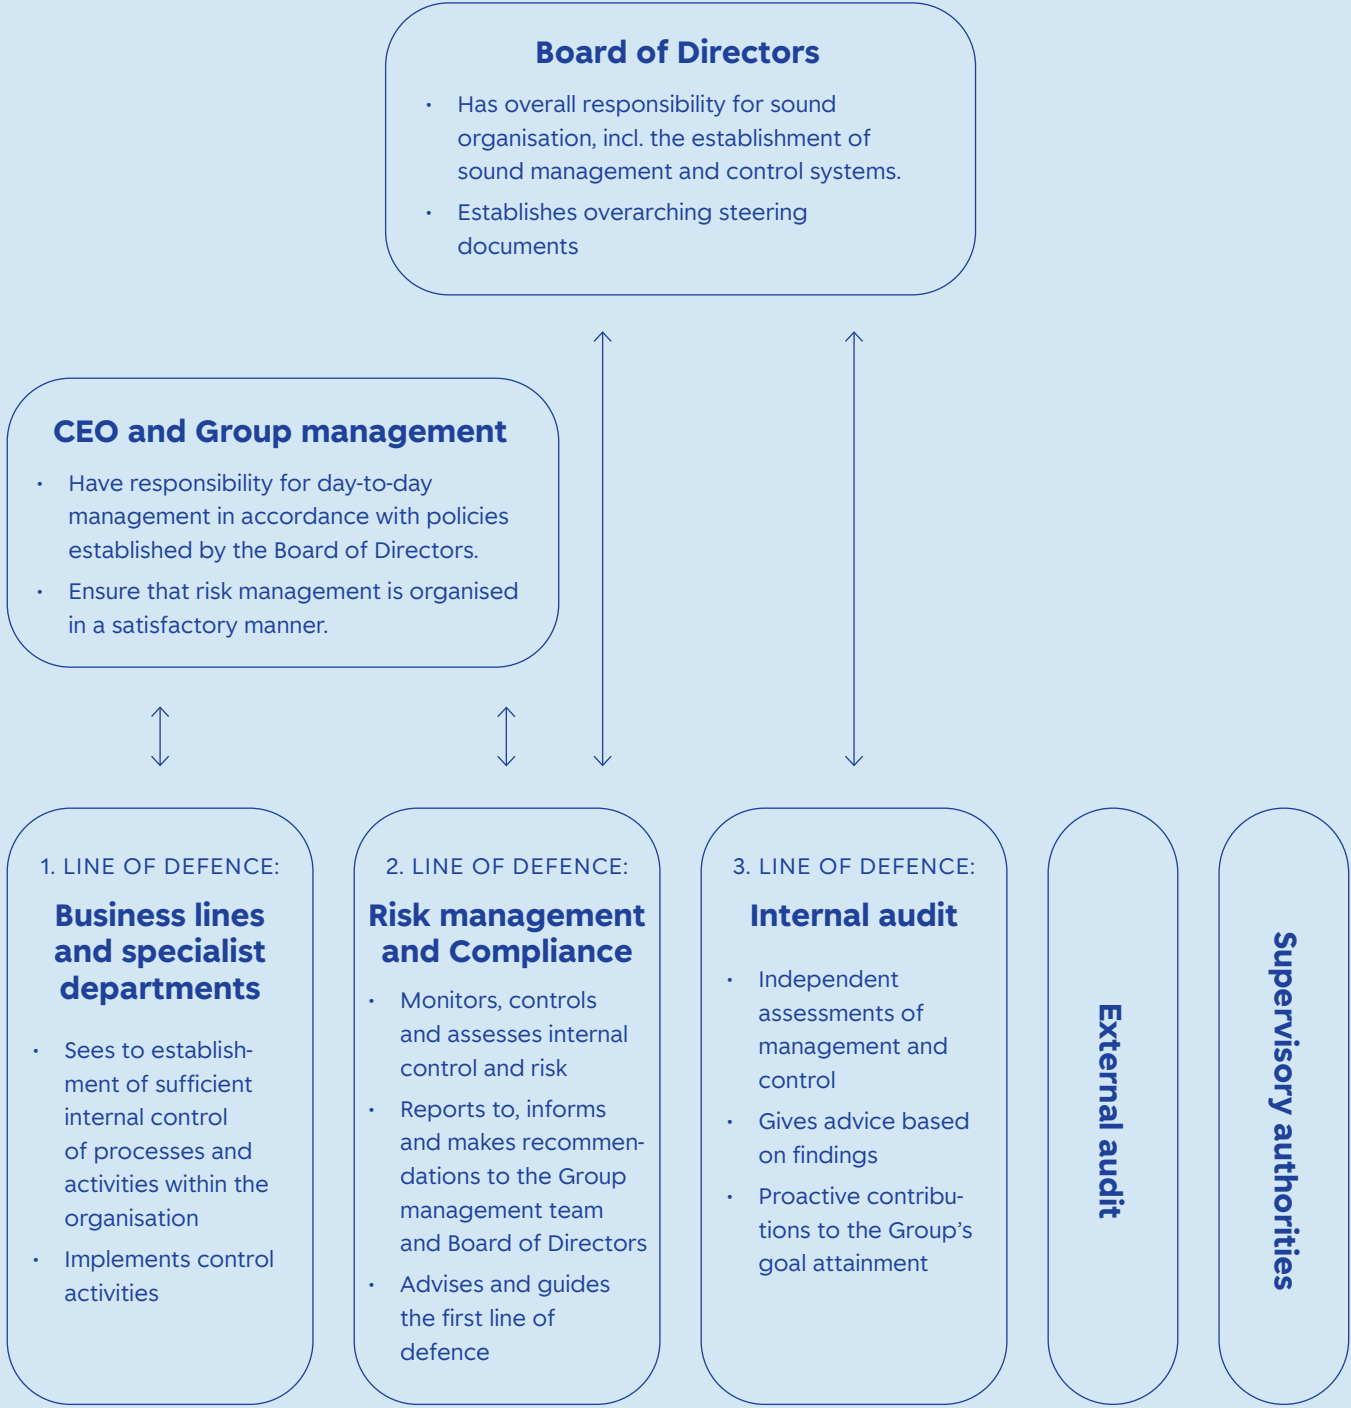 Board of Directors
· Has overall responsibility for sound
organisation, incl. the establishment of
sound management and control systems.
· Establishes overarching steering
documents
CEO and Group management
· Have responsibility for day-to-day
management in accordance with policies
established by the Board of Directors.
· Ensure that risk management is organised
in a satisfactory manner.
1. LINE OF DEFENCE:
Business lines
and specialist
departments
· Sees to establish-
ment of sufficient
internal control
of processes and
activities within the
organisation
· Implements control
activities
2. LINE OF DEFENCE:
Risk management
and Compliance
· Monitors, controls
and assesses internal
control and risk
· Reports to, informs
and makes recommen-
dations to the Group
management team
and Board of Directors
· Advises and guides
the first line of
defence
3. LINE OF DEFENCE:
Internal audit
· Independent
assessments of
management and
control
· Gives advice based
on findings
· Proactive contribu-
tions to the Group’s
goal attainment
External audit
Supervisory authorities